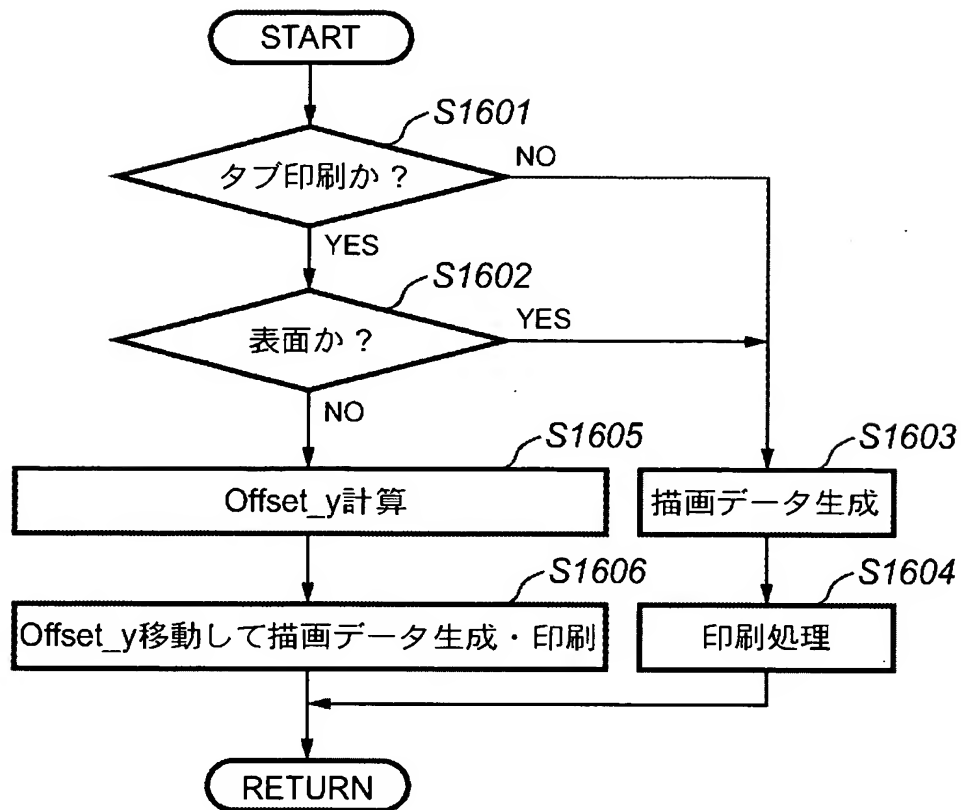 START
S1601
タブ印刷か？
NO
YES
S1602
表面か？
YES
NO
S1605
Offset_y計算
S1603
描画データ生成
S1606
Offset_y移動して描画データ生成・印刷
S1604
印刷処理
RETURN